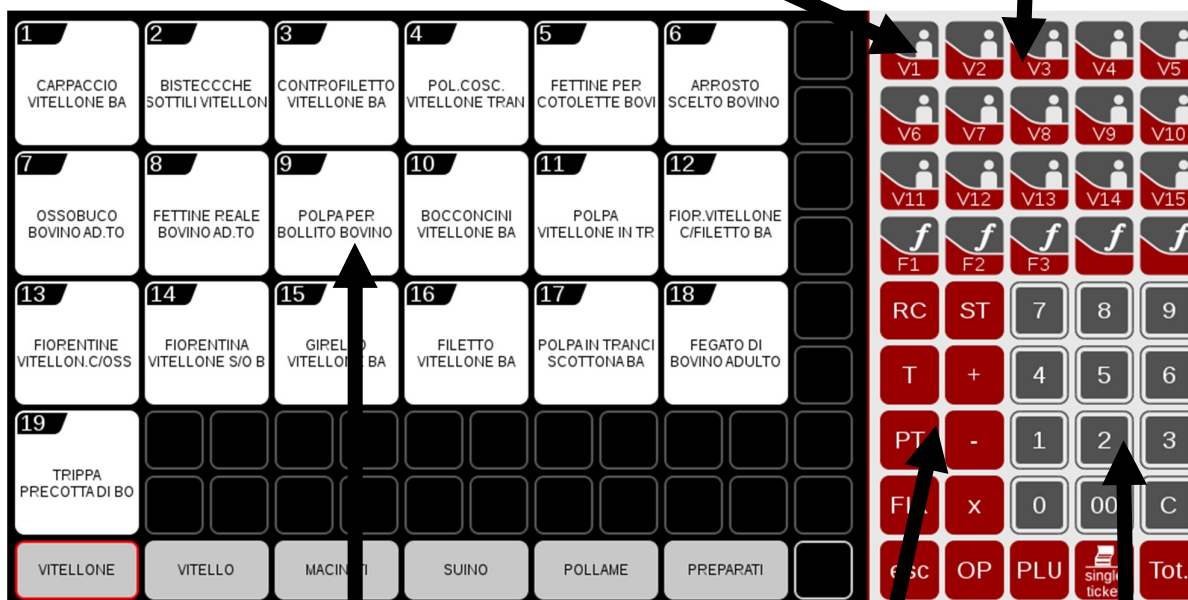 1
CARPACCIO
VITELLONE BA
2
BISTECCCHE
SOTTILI VITELLON
3
CONTROFILETTO
VITELLONE BA
4
POL.COSC.
VITELLONE TRAN
5
FETTINE PER
COTOLETTE BOVI
6
ARROSTO
SCELTO BOVINO
7
OSSOBUCO
BOVINO AD.TO
8
FETTINE REALE
BOVINO AD.TO
9
POLPA PER
BOLLITO BOVINO
10
BOCCONCINI
VITELLONE BA
11
POLPA
VITELLONE IN TR
12
FIOR.VITELLONE
C/FILETTO BA
13
FIORENTINE
VITELLON.C/OSS
14
FIORENTINA
VITELLONE S/O B
15
GIRELLO
VITELLONE BA
16
FILETTO
VITELLONE BA
17
POLPA IN TRANCI
SCOTTONA BA
18
FEGATO DI
BOVINO ADULTO
19
TRIPPA
PRECOTTA DI BO
VITELLONE VITELLO MACINATI SUINO POLLAME PREPARATI
V1 V2 V3 V4 V5
V6 V7 V8 V9 V10
V11 V12 V13 V14 V15
f f f f f
F1 F2 F3
RC ST 7 8 9
T + 4 5 6
PT - 1 2 3
x 0 00 C
esc OP PLU single ticket Tot.